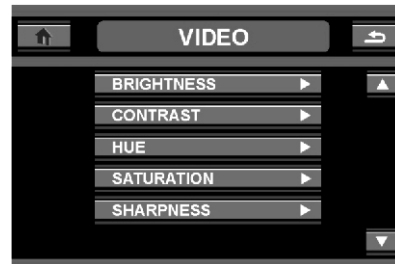 VIDEO
BRIGHTNESS
CONTRAST
HUE
SATURATION
SHARPNESS